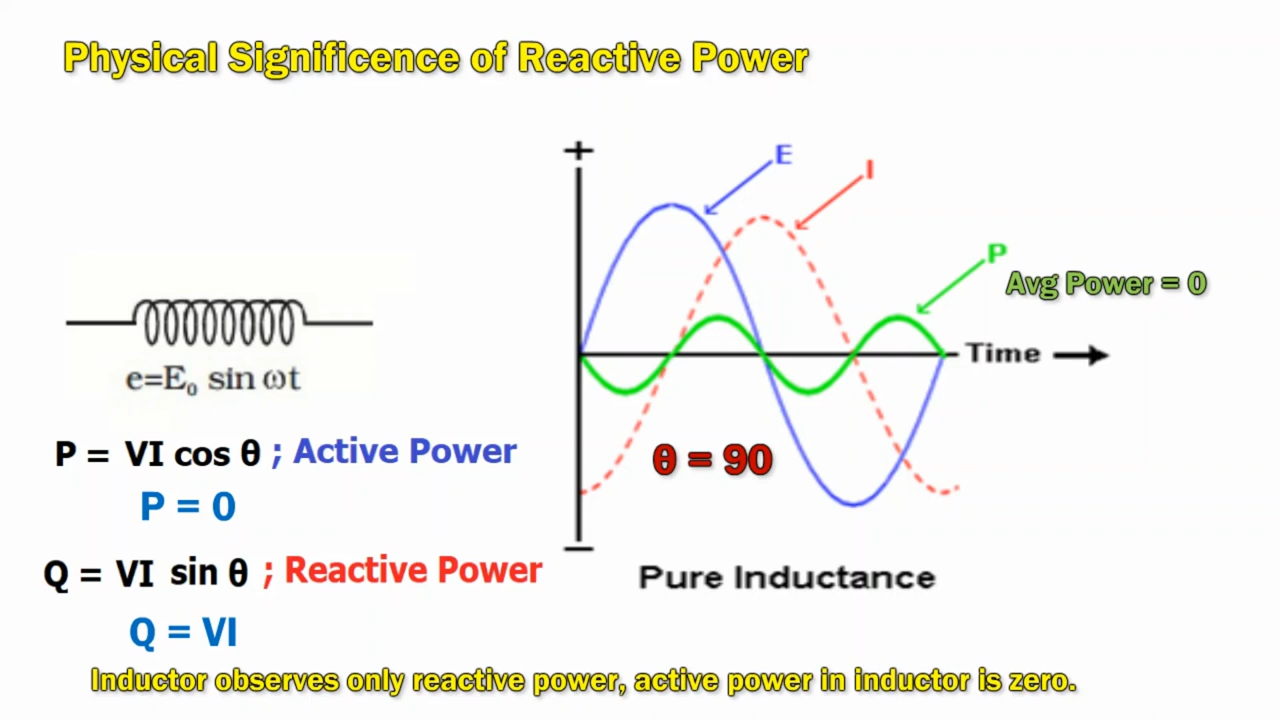 Physical Significence of Reactive Power
+
E
I
P
Avg Power = 0
Time
e=E₀ sin ωt
P = VI cos θ ; Active Power
θ = 90
P = 0
Q = VI sin θ ; Reactive Power
−
Pure Inductance
Q = VI
Inductor observes only reactive power, active power in inductor is zero.